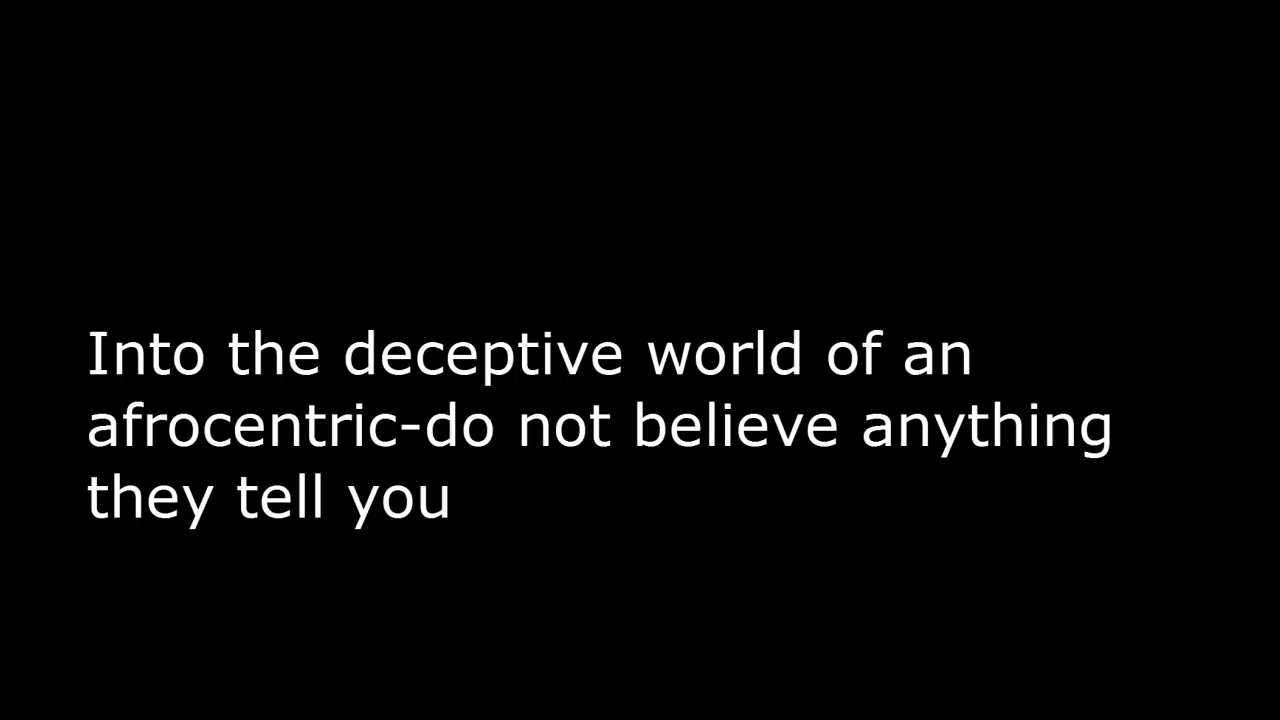 Into the deceptive world of an
afrocentric-do not believe anything
they tell you